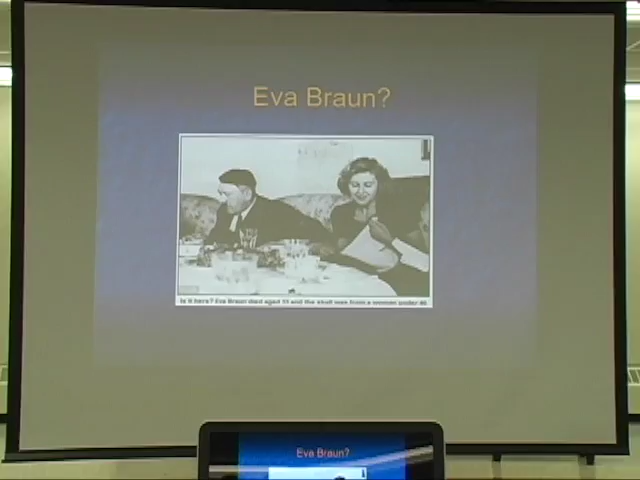 Eva Braun?
Is it hers? Eva Braun died aged 33 and the skull was from a woman under 40
Eva Braun?